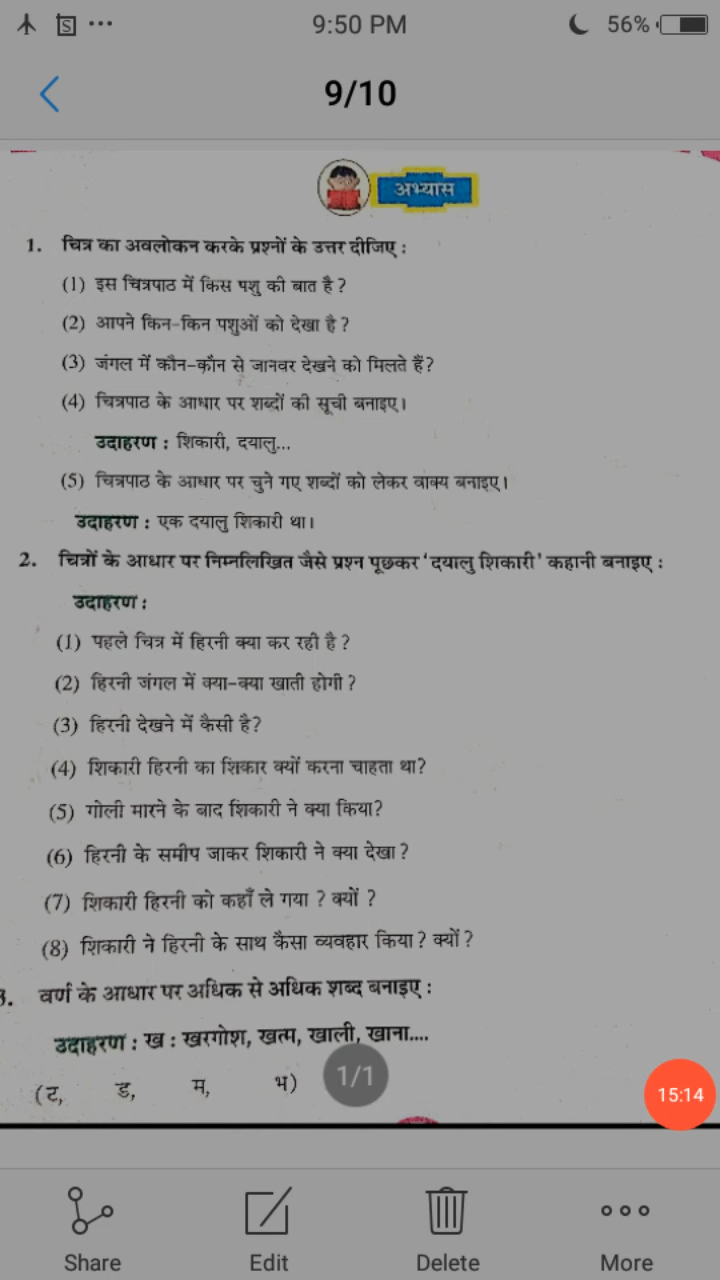 S ... 9:50 PM 56%
9/10
अभ्यास
1. चित्र का अवलोकन करके प्रश्नों के उत्तर दीजिए :
(1) इस चित्रपाठ में किस पशु की बात है ?
(2) आपने किन-किन पशुओं को देखा है ?
(3) जंगल में कौन-कौन से जानवर देखने को मिलते हैं?
(4) चित्रपाठ के आधार पर शब्दों की सूची बनाइए।
उदाहरण : शिकारी, दयालु...
(5) चित्रपाठ के आधार पर चुने गए शब्दों को लेकर वाक्य बनाइए।
उदाहरण : एक दयालु शिकारी था।
2. चित्रों के आधार पर निम्नलिखित जैसे प्रश्न पूछकर ‘दयालु शिकारी’ कहानी बनाइए :
उदाहरण :
(1) पहले चित्र में हिरनी क्या कर रही है ?
(2) हिरनी जंगल में क्या-क्या खाती होगी ?
(3) हिरनी देखने में कैसी है?
(4) शिकारी हिरनी का शिकार क्यों करना चाहता था?
(5) गोली मारने के बाद शिकारी ने क्या किया?
(6) हिरनी के समीप जाकर शिकारी ने क्या देखा ?
(7) शिकारी हिरनी को कहाँ ले गया ? क्यों ?
(8) शिकारी ने हिरनी के साथ कैसा व्यवहार किया ? क्यों ?
3. वर्ण के आधार पर अधिक से अधिक शब्द बनाइए :
उदाहरण : ख : खरगोश, खत्म, खाली, खाना....
(ट, ड, म, भ)
1/1
15:14
Share Edit Delete More